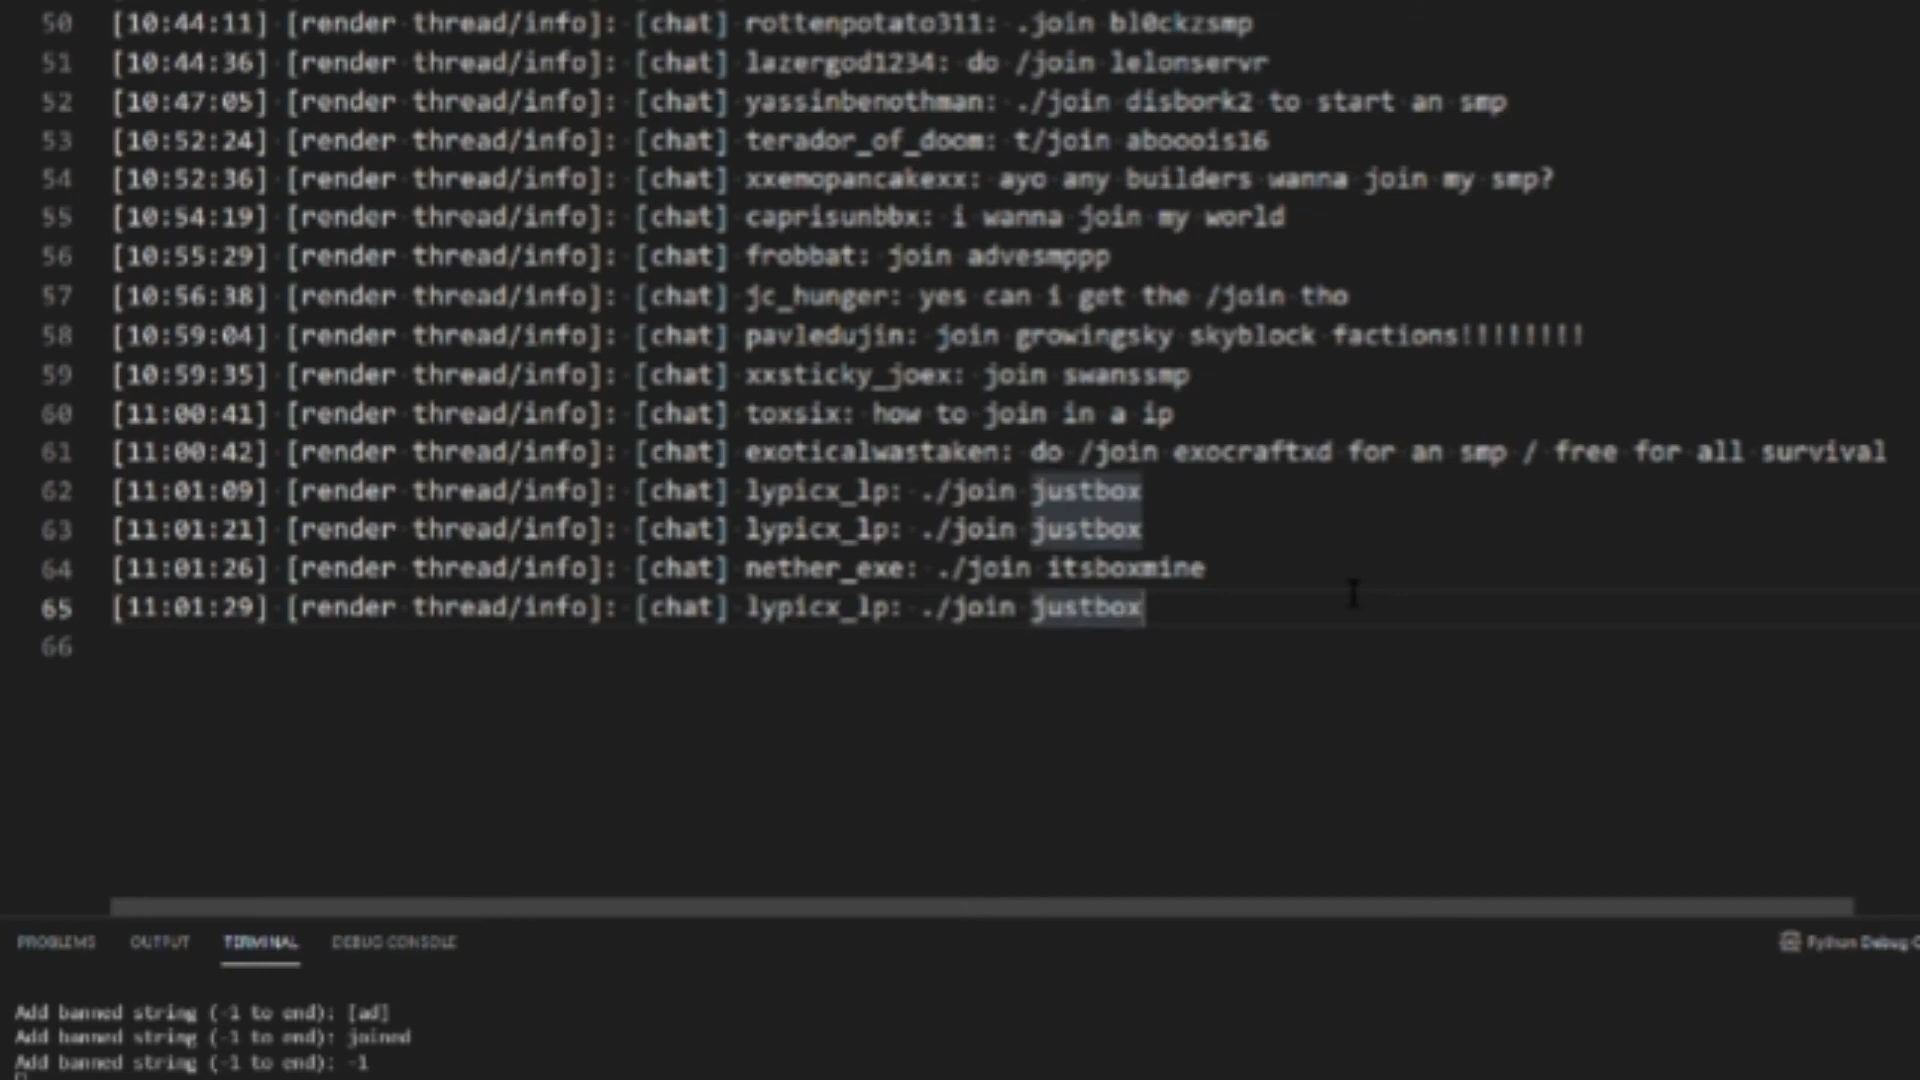 50 [10:44:11] [render thread/info]: [chat] rottenpotato311: .join bl0ckzsmp
51 [10:44:36] [render thread/info]: [chat] lazergod1234: do /join lelonservr
52 [10:47:05] [render thread/info]: [chat] yassinbenothman: ./join disbork2 to start an smp
53 [10:52:24] [render thread/info]: [chat] terador_of_doom: t/join abooois16
54 [10:52:36] [render thread/info]: [chat] xxemopancakexx: ayo any builders wanna join my smp?
55 [10:54:19] [render thread/info]: [chat] caprisunbbx: i wanna join my world
56 [10:55:29] [render thread/info]: [chat] frobbat: join advesmppp
57 [10:56:38] [render thread/info]: [chat] jc_hunger: yes can i get the /join tho
58 [10:59:04] [render thread/info]: [chat] pavledujin: join growingsky skyblock factions!!!!!!!!
59 [10:59:35] [render thread/info]: [chat] xxsticky_joex: join swanssmp
60 [11:00:41] [render thread/info]: [chat] toxsix: how to join in a ip
61 [11:00:42] [render thread/info]: [chat] exoticalwastaken: do /join exocraftxd for an smp / free for all survival
62 [11:01:09] [render thread/info]: [chat] lypicx_lp: ./join justbox
63 [11:01:21] [render thread/info]: [chat] lypicx_lp: ./join justbox
64 [11:01:26] [render thread/info]: [chat] nether_exe: ./join itsboxmine
65 [11:01:29] [render thread/info]: [chat] lypicx_lp: ./join justbox
66
PROBLEMS OUTPUT TERMINAL DEBUG CONSOLE Python Debug
Add banned string (-1 to end): [ad]
Add banned string (-1 to end): joined
Add banned string (-1 to end): -1